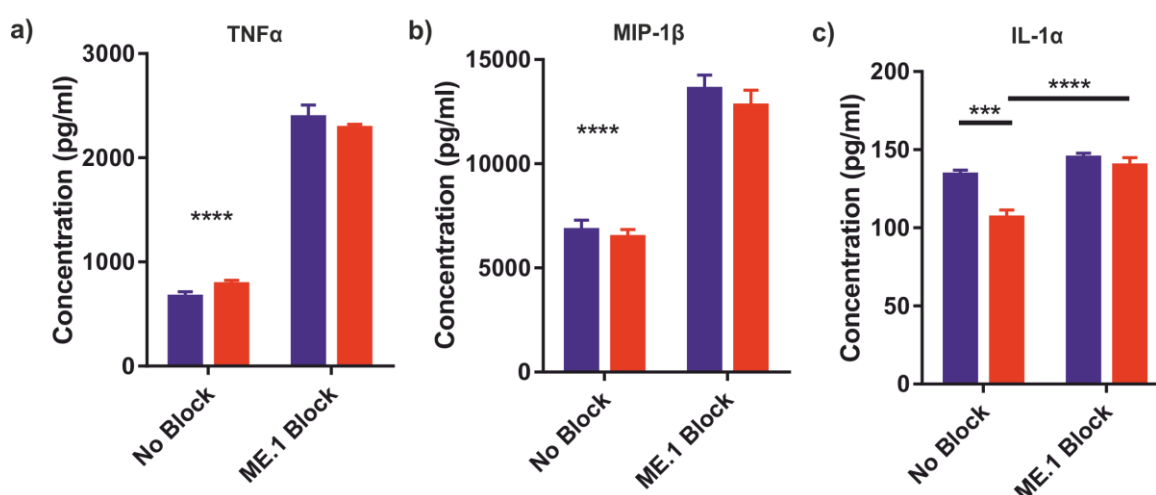 a)
TNFα
Concentration (pg/ml)
3000
2000
1000
0
****
No Block
ME.1 Block
b)
MIP-1β
Concentration (pg/ml)
15000
10000
5000
0
****
No Block
ME.1 Block
c)
IL-1α
Concentration (pg/ml)
200
150
100
50
0
***
****
No Block
ME.1 Block